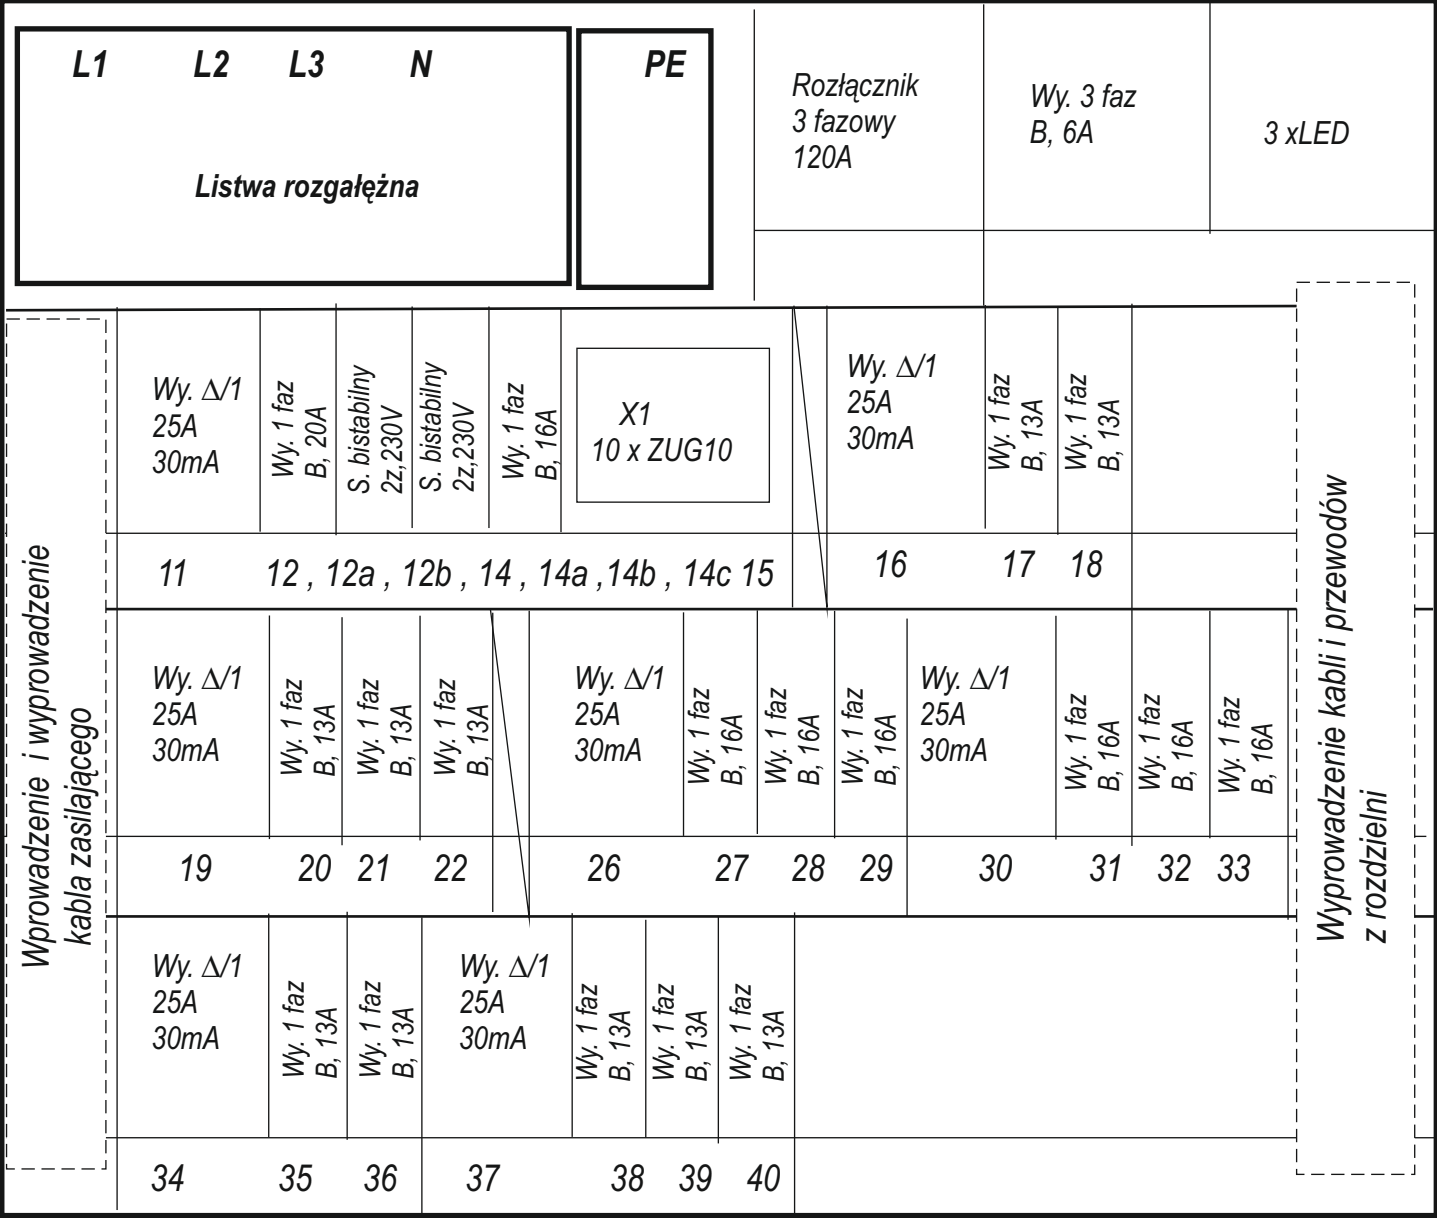 L1 L2 L3 N
Listwa rozgałężna
PE
Rozłącznik
3 fazowy
120A
Wy. 3 faz
B, 6A
3 xLED
Wprowadzenie i wyprowadzenie
kabla zasilającego
Wy. Δ/1
25A
30mA
Wy. 1 faz
B, 20A
S. bistabilny
2z,230V
S. bistabilny
2z,230V
Wy. 1 faz
B, 16A
X1
10 x ZUG10
Wy. Δ/1
25A
30mA
Wy. 1 faz
B, 13A
Wy. 1 faz
B, 13A
11 12 , 12a , 12b , 14 , 14a ,14b , 14c 15 16 17 18
Wy. Δ/1
25A
30mA
Wy. 1 faz
B, 13A
Wy. 1 faz
B, 13A
Wy. 1 faz
B, 13A
Wy. Δ/1
25A
30mA
Wy. 1 faz
B, 16A
Wy. 1 faz
B, 16A
Wy. 1 faz
B, 16A
Wy. Δ/1
25A
30mA
Wy. 1 faz
B, 16A
Wy. 1 faz
B, 16A
Wy. 1 faz
B, 16A
19 20 21 22 26 27 28 29 30 31 32 33
Wy. Δ/1
25A
30mA
Wy. 1 faz
B, 13A
Wy. 1 faz
B, 13A
Wy. Δ/1
25A
30mA
Wy. 1 faz
B, 13A
Wy. 1 faz
B, 13A
Wy. 1 faz
B, 13A
34 35 36 37 38 39 40
Wyprowadzenie kabli i przewodów
z rozdzielni